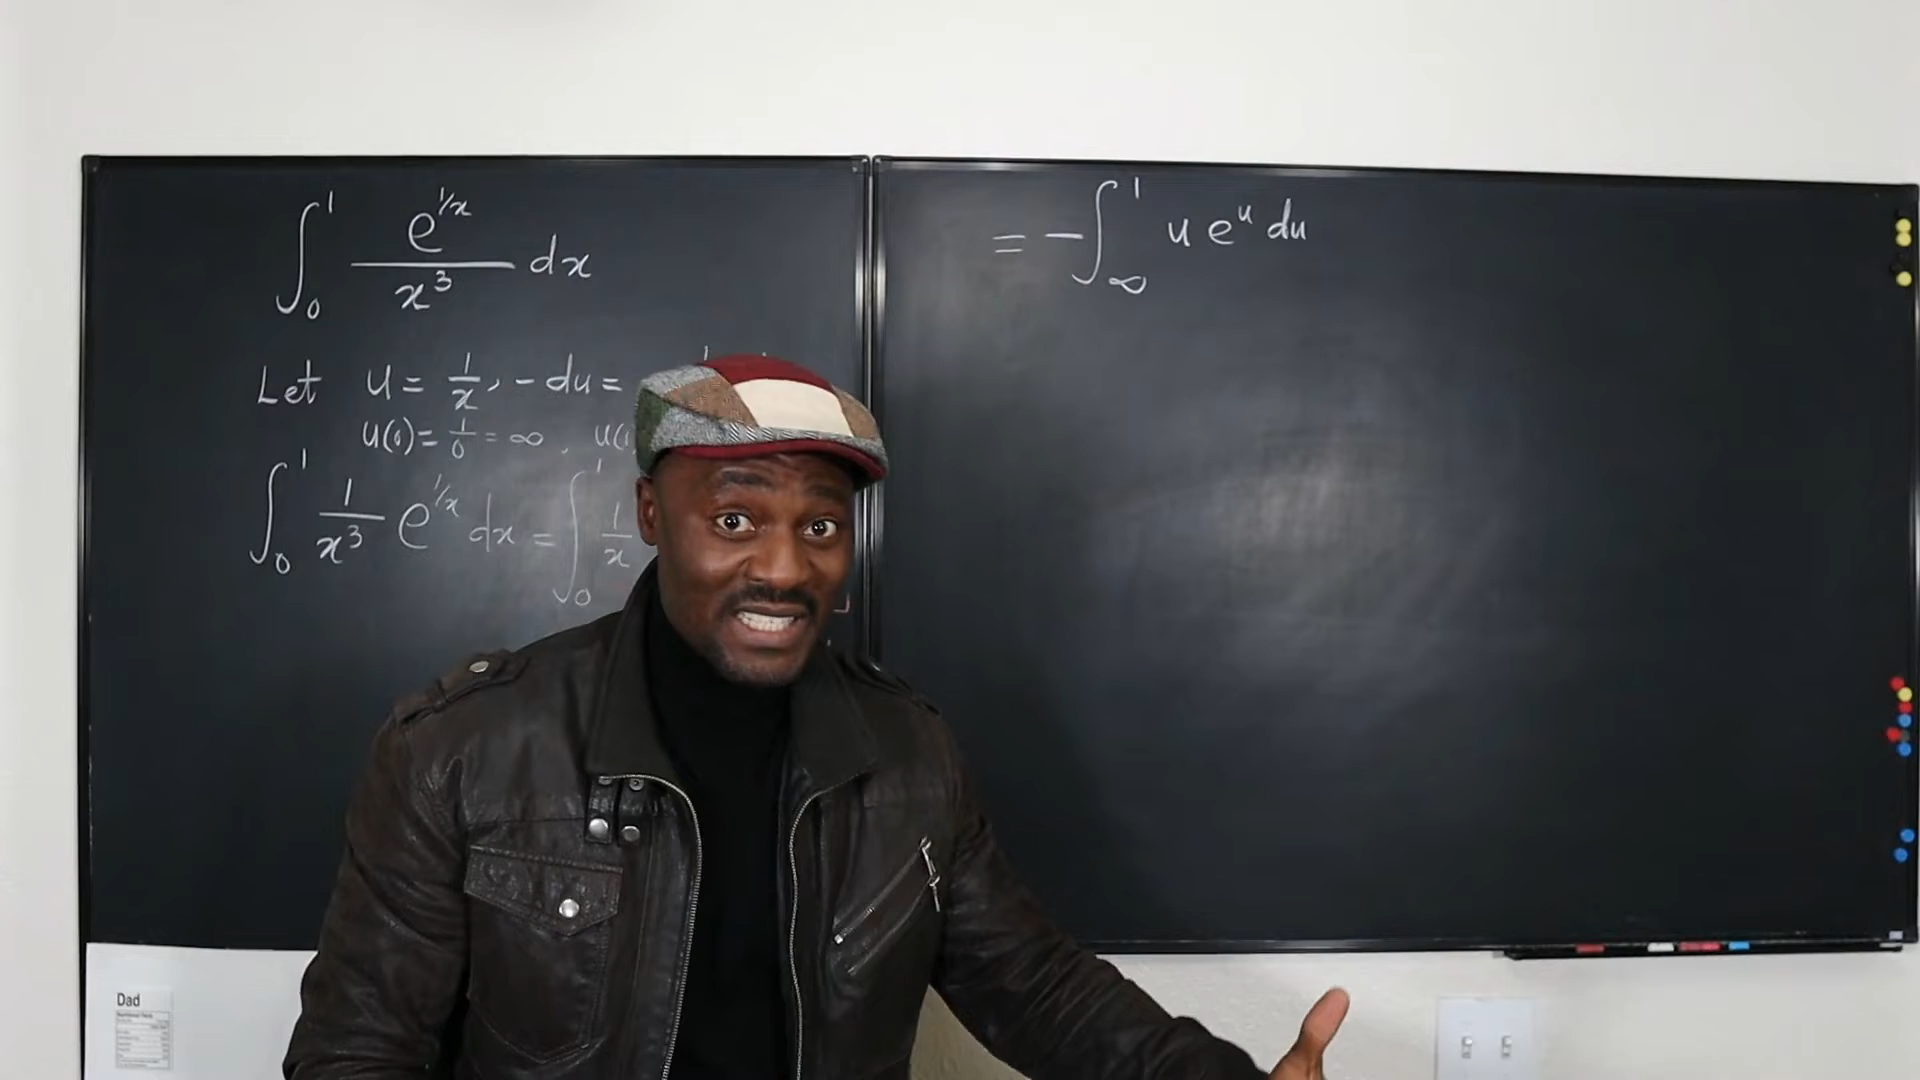 ∫₀¹ e^(1/x) / x³ dx
Let u = 1/x, -du =
u(0) = 1/0 = ∞, u(
∫₀¹ 1/x³ e^(1/x) dx = ∫₀¹ 1/x
= -∫_∞^1 u e^u du
Dad